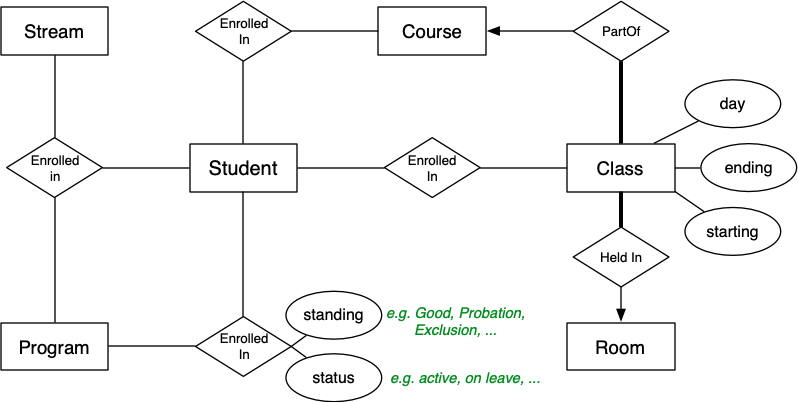 Stream
Enrolled
In
Course
PartOf
day
Enrolled
in
Student
Enrolled
In
Class
ending
starting
Held In
standing
e.g. Good, Probation,
Exclusion, ...
Program
Enrolled
In
Room
status
e.g. active, on leave, ...